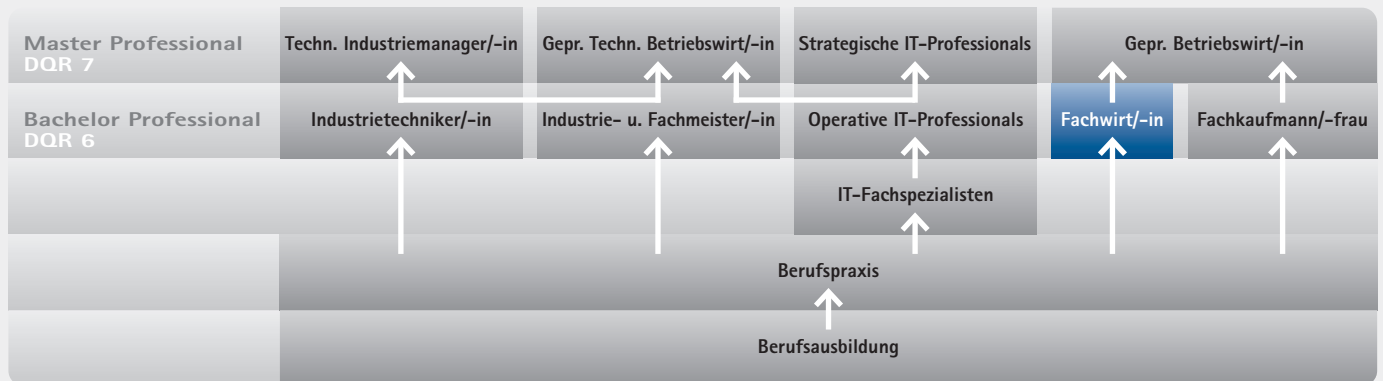 Master Professional
DQR 7
Techn. Industriemanager/-in
Gepr. Techn. Betriebswirt/-in
Strategische IT-Professionals
Gepr. Betriebswirt/-in
Bachelor Professional
DQR 6
Industrietechniker/-in
Industrie- u. Fachmeister/-in
Operative IT-Professionals
Fachwirt/-in
Fachkaufmann/-frau
IT-Fachspezialisten
Berufspraxis
Berufsausbildung